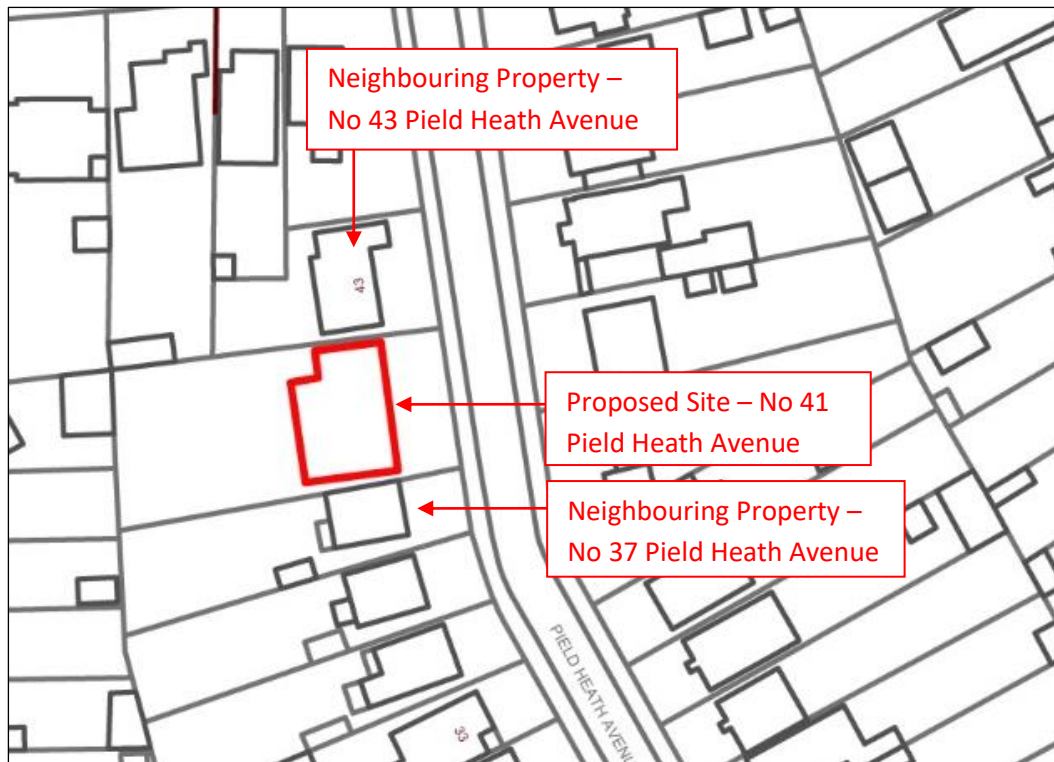 Neighbouring Property –
No 43 Pield Heath Avenue
43
Proposed Site – No 41
Pield Heath Avenue
Neighbouring Property –
No 37 Pield Heath Avenue
PIELD HEATH AVENU
33